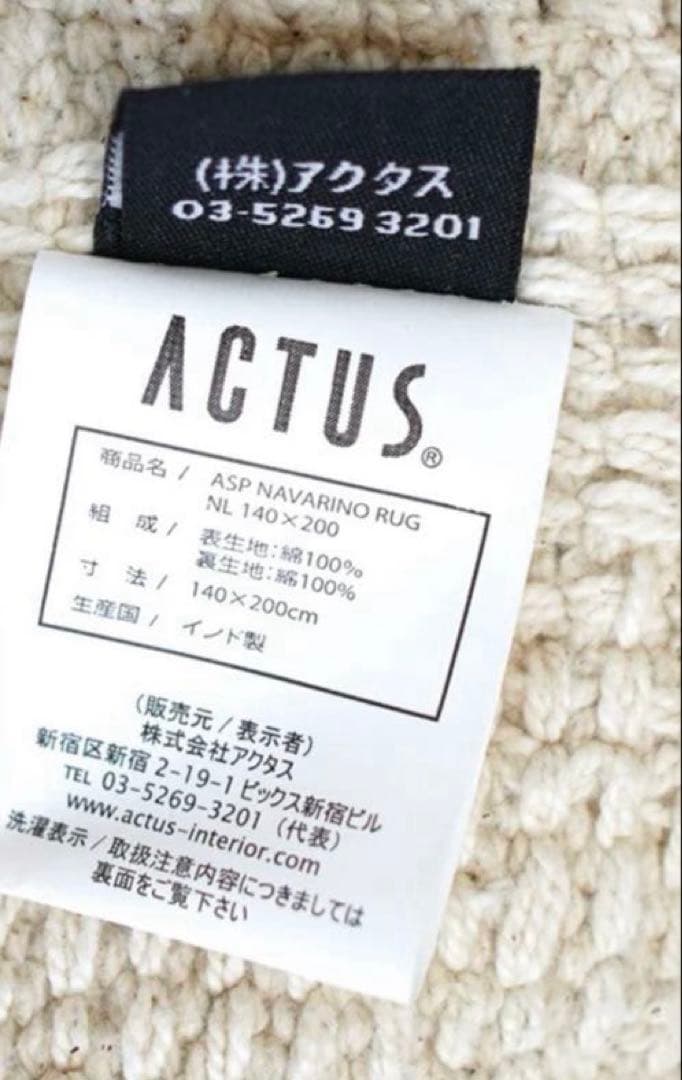 (株)アクタス
03-5269 3201
ACTUS®
商品名 / ASP NAVARINO RUG
NL 140×200
組 成 / 表生地:綿100%
裏生地:綿100%
寸 法 / 140×200cm
生産国 / インド製
(販売元/表示者)
株式会社アクタス
新宿区新宿2-19-1ビックス新宿ビル
TEL 03-5269-3201(代表)
www.actus-interior.com
洗濯表示/取扱注意内容につきましては
裏面をご覧下さい